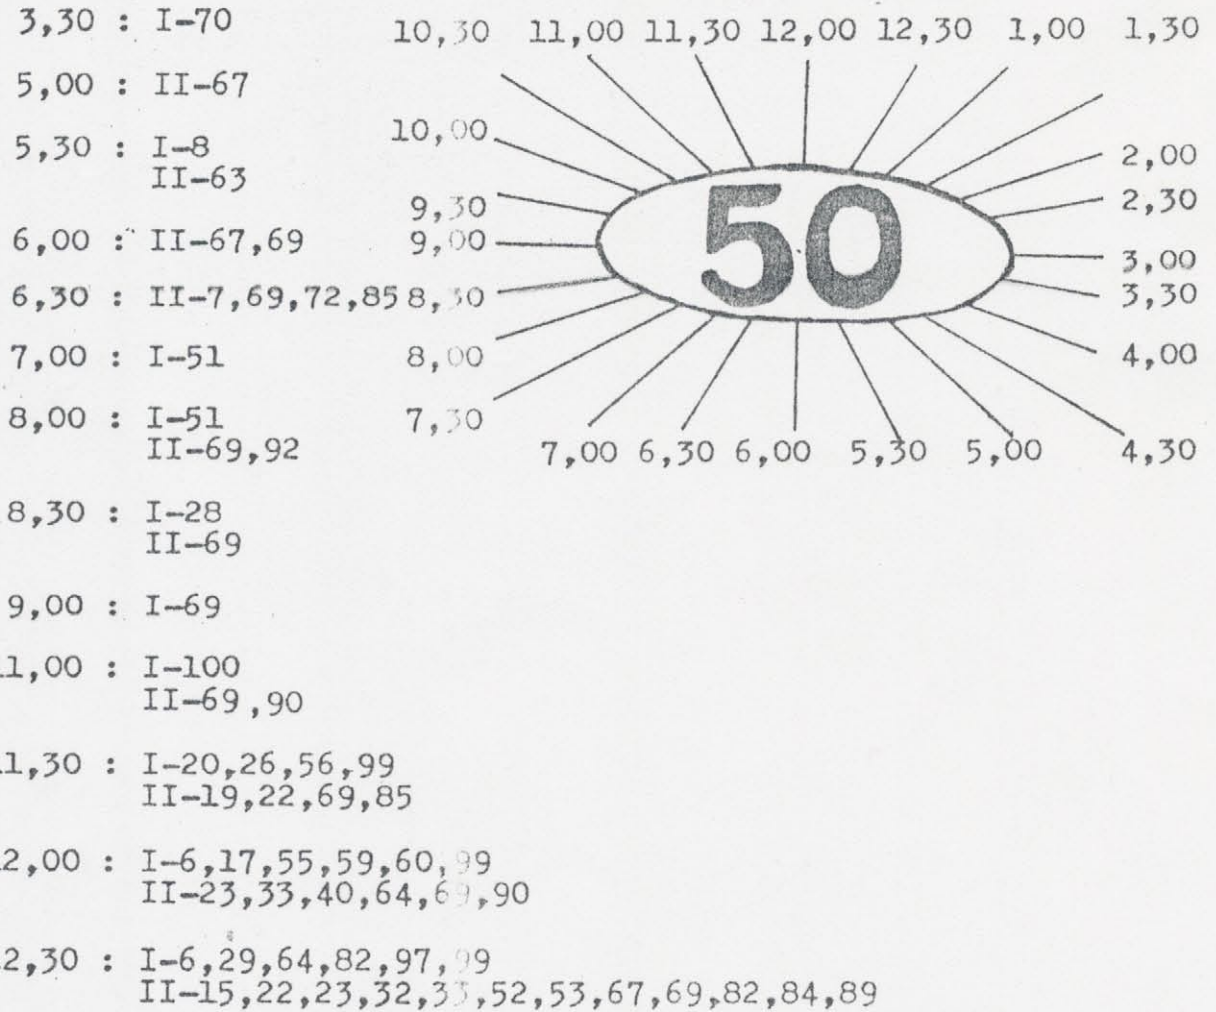 3,30 : I-70
5,00 : II-67
5,30 : I-8
II-63
6,00 : II-67,69
6,30 : II-7,69,72,85
7,00 : I-51
8,00 : I-51
II-69,92
8,30 : I-28
II-69
9,00 : I-69
11,00 : I-100
II-69,90
11,30 : I-20,26,56,99
II-19,22,69,85
12,00 : I-6,17,55,59,60,99
II-23,33,40,64,69,90
12,30 : I-6,29,64,82,97,99
II-15,22,23,32,33,52,53,67,69,82,84,89
10,30 11,00 11,30 12,00 12,30 1,00 1,30
10,00
2,00
9,30
2,30
9,00
3,00
8,30
3,30
8,00
4,00
7,30
7,00 6,30 6,00 5,30 5,00 4,30
50